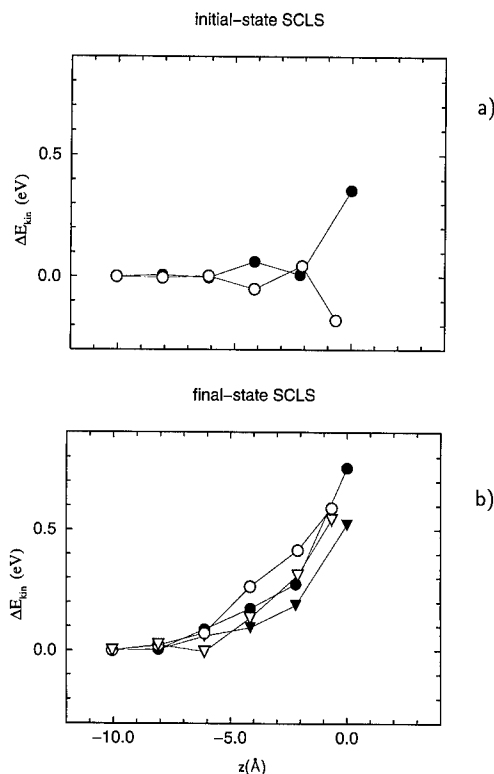 initial–state SCLS
a)
0.5
0.0
ΔE_kin (eV)
final–state SCLS
b)
0.5
0.0
ΔE_kin (eV)
−10.0 −5.0 0.0
z(Å)